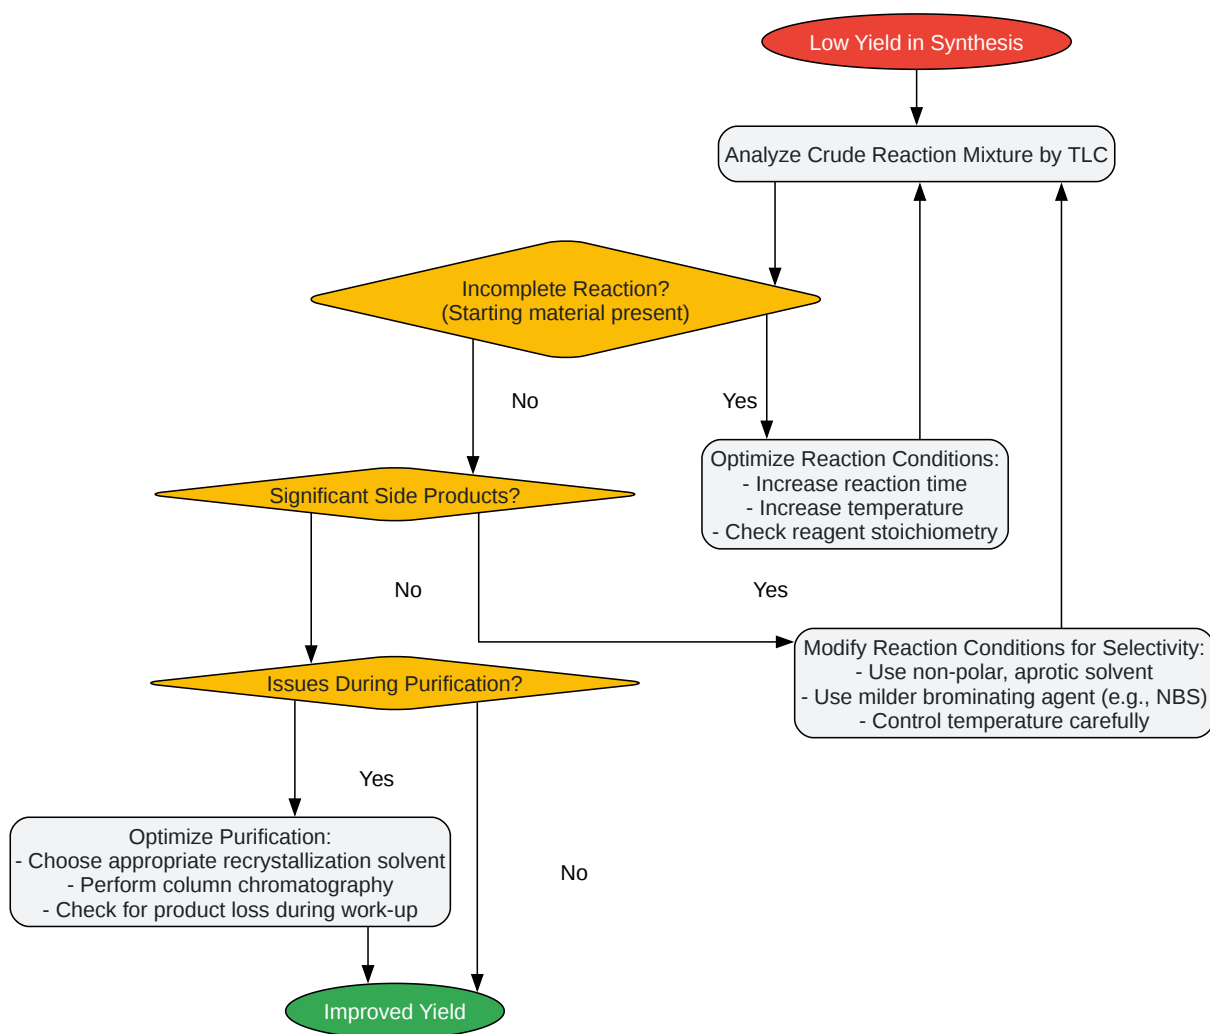 Low Yield in Synthesis
Analyze Crude Reaction Mixture by TLC
Incomplete Reaction?
(Starting material present)
No
Yes
Optimize Reaction Conditions:
- Increase reaction time
- Increase temperature
- Check reagent stoichiometry
Significant Side Products?
No
Yes
Modify Reaction Conditions for Selectivity:
- Use non-polar, aprotic solvent
- Use milder brominating agent (e.g., NBS)
- Control temperature carefully
Issues During Purification?
Yes
No
Optimize Purification:
- Choose appropriate recrystallization solvent
- Perform column chromatography
- Check for product loss during work-up
Improved Yield